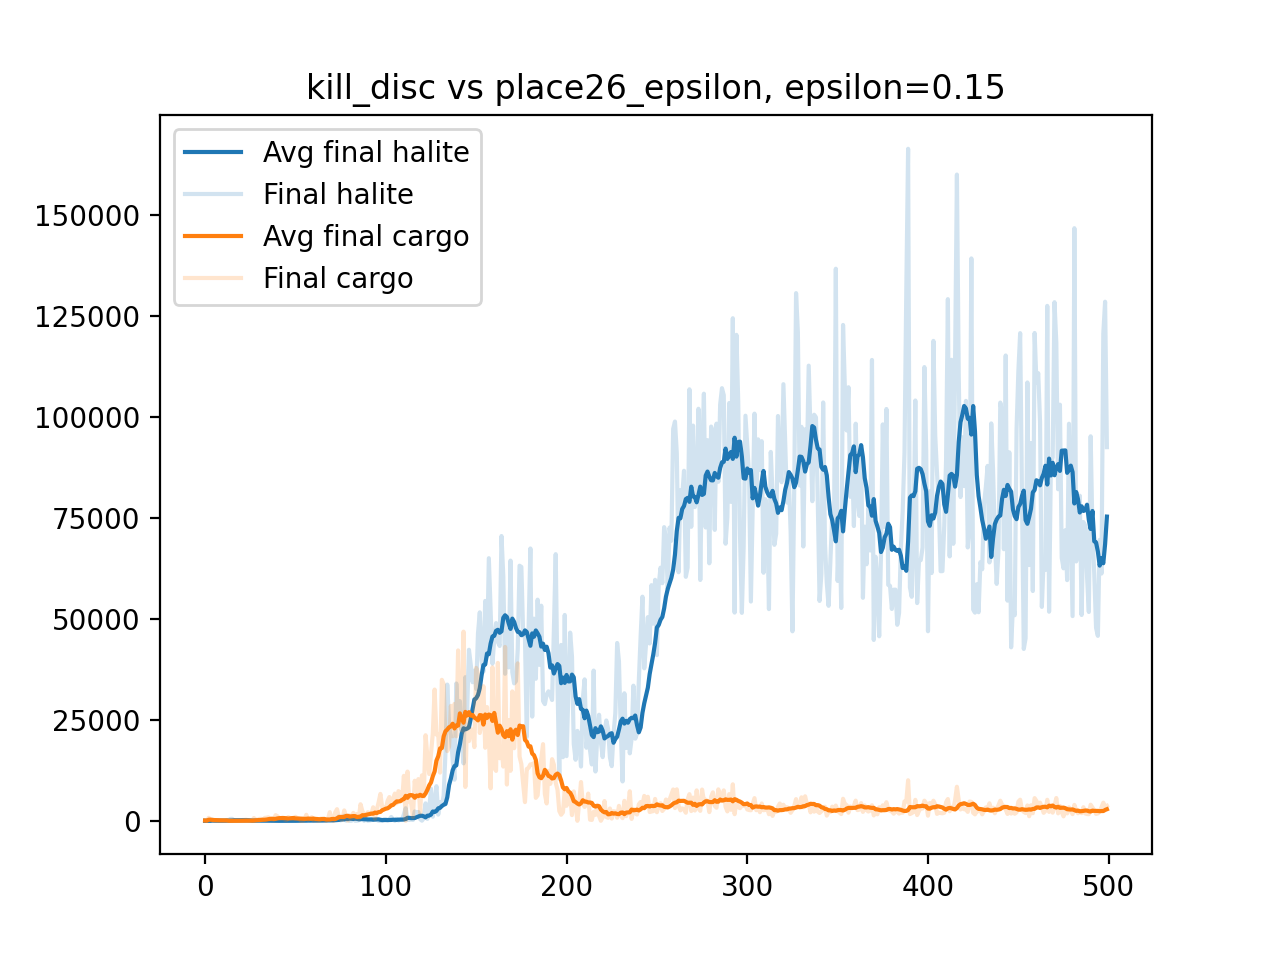 kill_disc vs place26_epsilon, epsilon=0.15
Avg final halite
Final halite
Avg final cargo
Final cargo
150000
125000
100000
75000
50000
25000
0
0 100 200 300 400 500